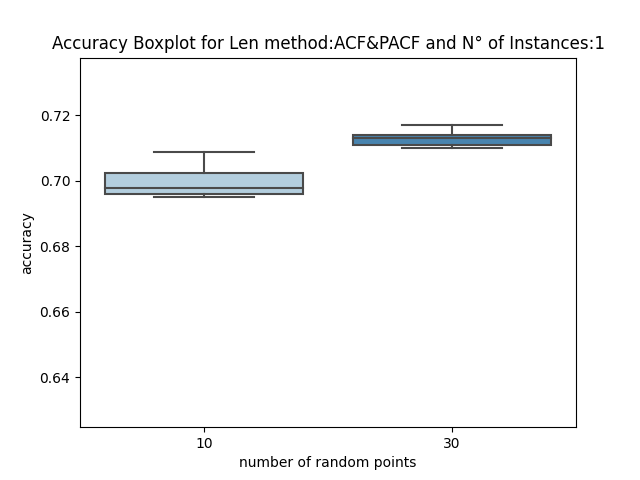 Accuracy Boxplot for Len method:ACF&PACF and N° of Instances:1
0.72
0.70
0.68
0.66
0.64
accuracy
10 30
number of random points